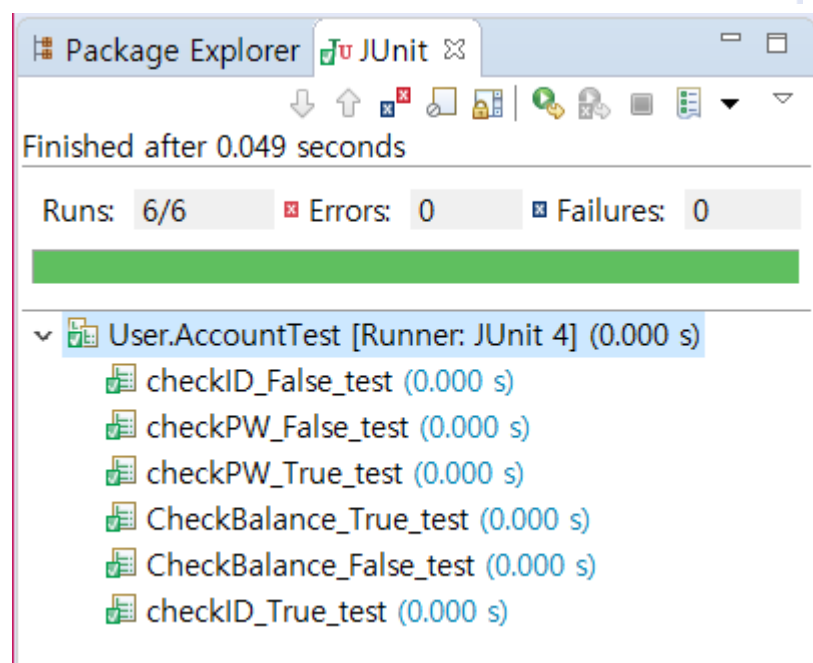 Package Explorer JUnit
Finished after 0.049 seconds
Runs: 6/6 Errors: 0 Failures: 0
User.AccountTest [Runner: JUnit 4] (0.000 s)
checkID_False_test (0.000 s)
checkPW_False_test (0.000 s)
checkPW_True_test (0.000 s)
CheckBalance_True_test (0.000 s)
CheckBalance_False_test (0.000 s)
checkID_True_test (0.000 s)